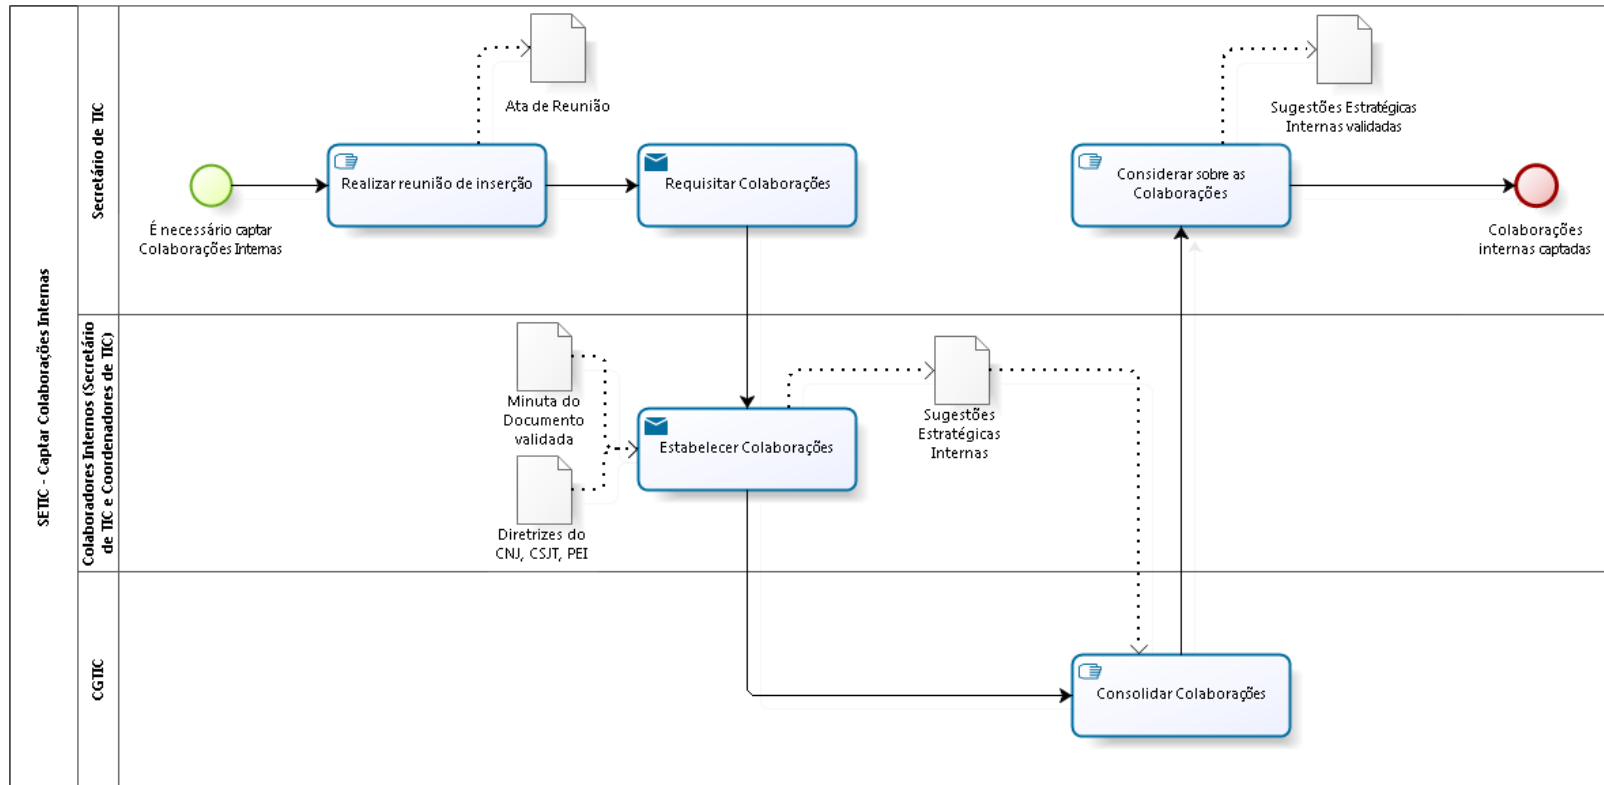 SETIC - Captar Colaborações Internas
Secretário de TIC
Ata de Reunião
Sugestões Estratégicas
Internas validadas
Realizar reunião de inserção
Requisitar Colaborações
Considerar sobre as
Colaborações
É necessário captar
Colaborações Internas
Colaborações
internas captadas
Colaboradores Internos (Secretário
de TIC e Coordenadores de TIC)
Minuta do
Documento
validada
Sugestões
Estratégicas
Internas
Estabelecer Colaborações
Diretrizes do
CNJ, CSJT, PEI
CGTIC
Consolidar Colaborações